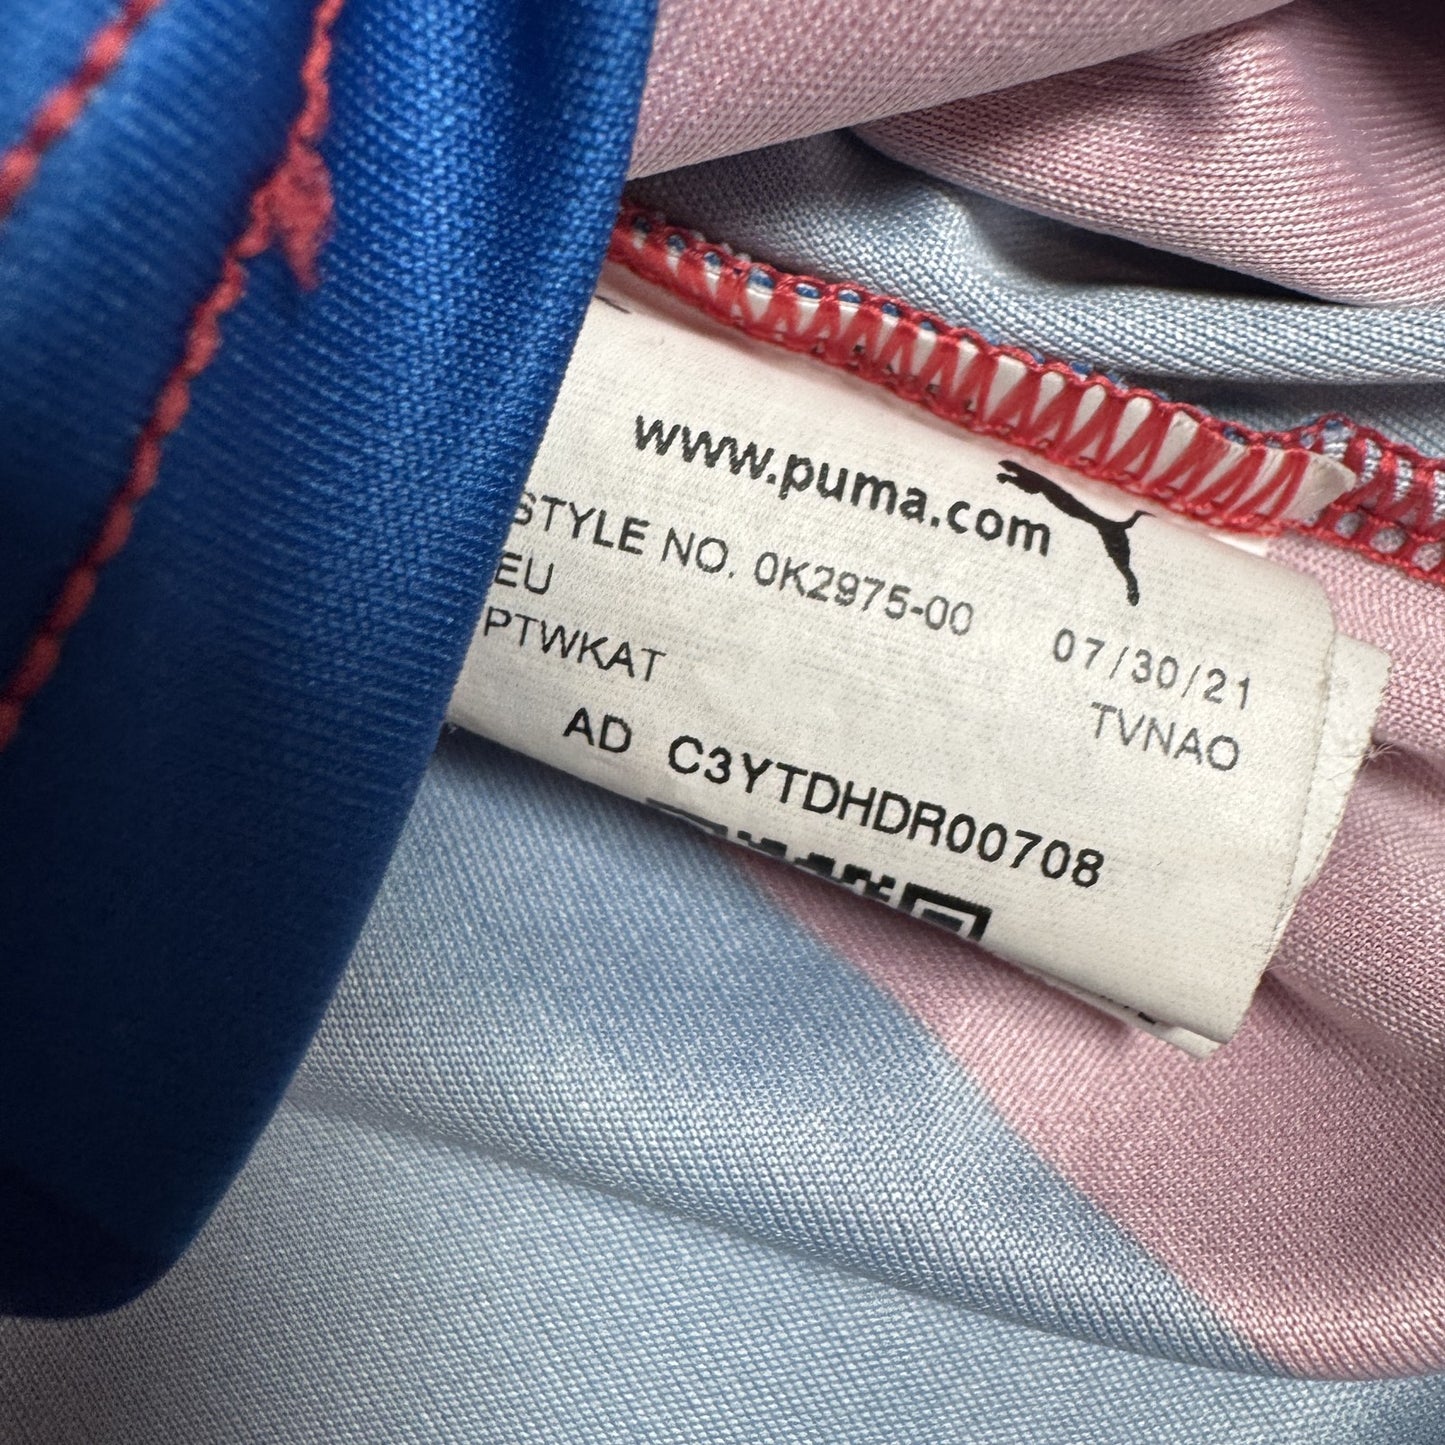 www.puma.com
STYLE NO. 0K2975-00 07/30/21
EU TVNAO
PTWKAT
AD C3YTDHDR00708